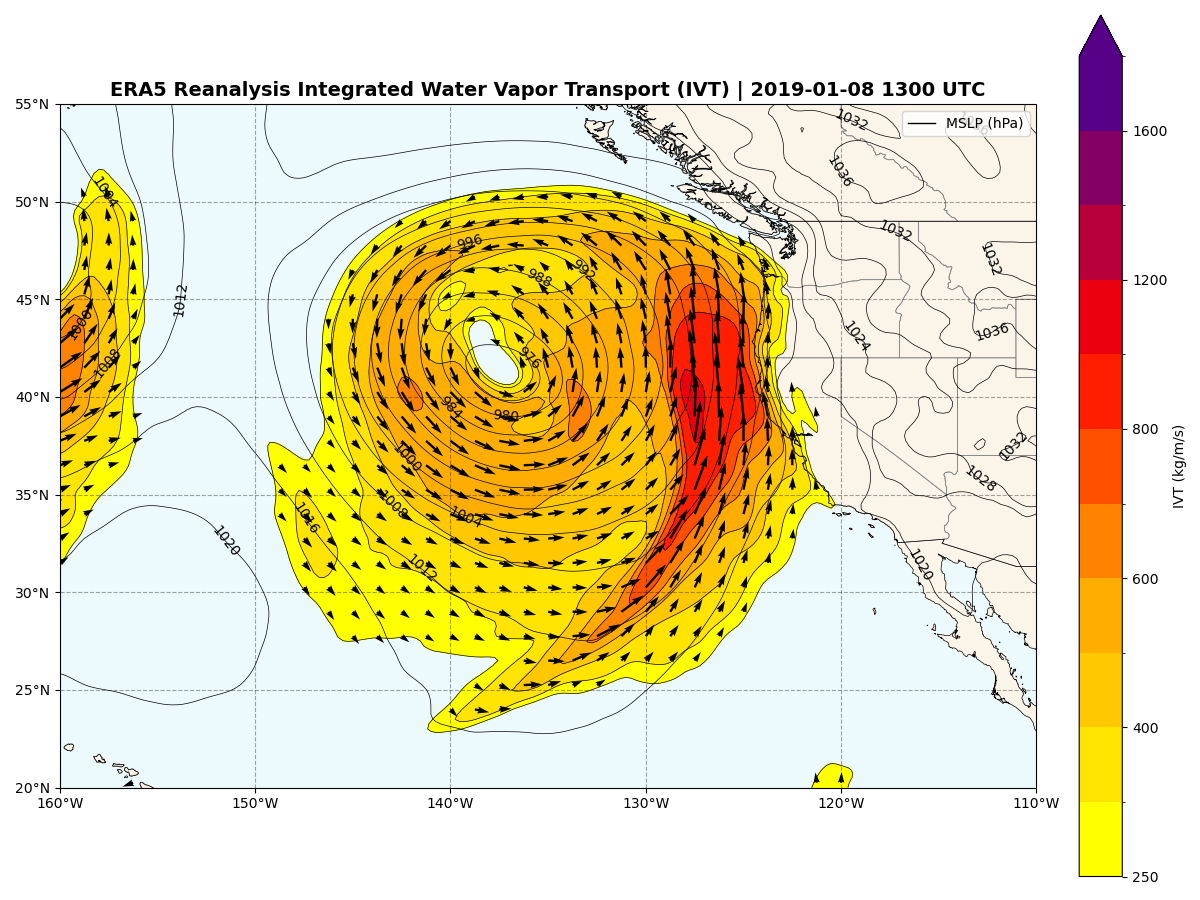 ERA5 Reanalysis Integrated Water Vapor Transport (IVT) | 2019-01-08 1300 UTC
MSLP (hPa)
55°N
50°N
45°N
40°N
35°N
30°N
25°N
20°N
160°W
150°W
140°W
130°W
120°W
110°W
1032
1036
1032
1032
1036
1024
1032
1028
1020
1004
1012
1000
1008
996
988
992
976
984
980
1000
1008
1004
1016
1012
1020
1600
1200
800
600
400
250
IVT (kg/m/s)